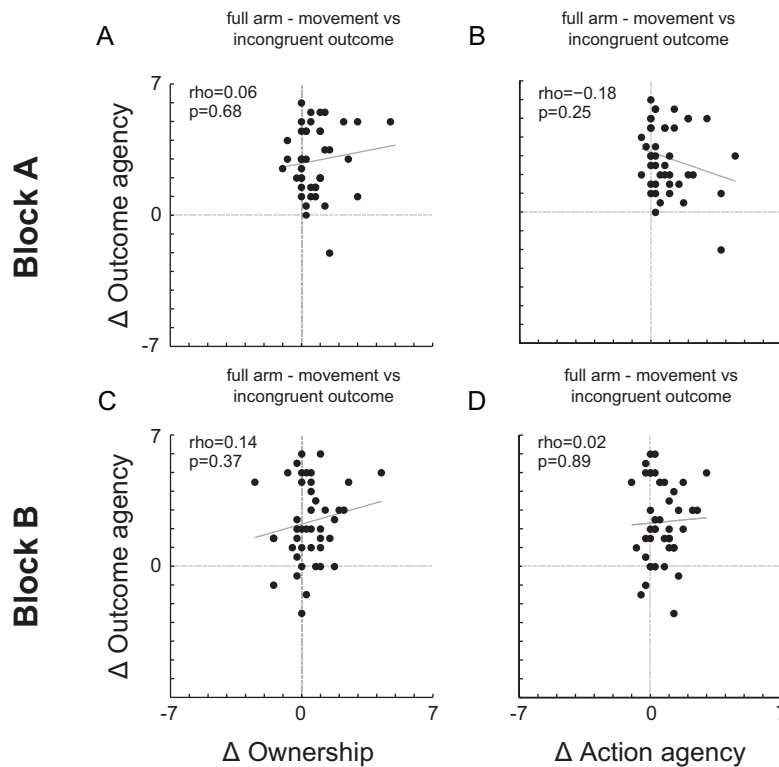 A
full arm - movement vs
incongruent outcome
B
full arm - movement vs
incongruent outcome
Block A
Δ Outcome agency
7
0
-7
rho=0.06
p=0.68
rho=−0.18
p=0.25
C
full arm - movement vs
incongruent outcome
D
full arm - movement vs
incongruent outcome
Block B
Δ Outcome agency
7
0
rho=0.14
p=0.37
rho=0.02
p=0.89
-7
0
7
-7
0
7
Δ Ownership
Δ Action agency